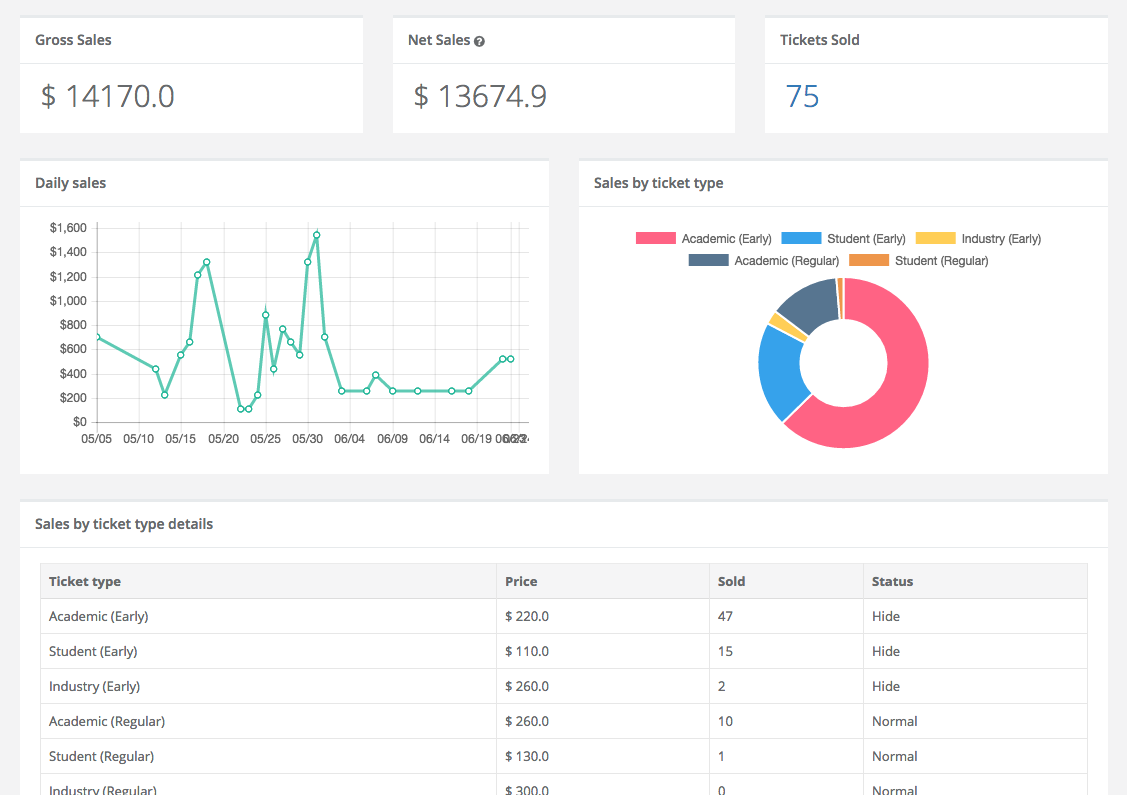 Gross Sales
Net Sales ?
Tickets Sold
$ 14170.0
$ 13674.9
75
Daily sales
Sales by ticket type
$1,600
$1,400
$1,200
$1,000
$800
$600
$400
$200
$0
05/05 05/10 05/15 05/20 05/25 05/30 06/04 06/09 06/14 06/19
Academic (Early) Student (Early) Industry (Early)
Academic (Regular) Student (Regular)
Sales by ticket type details
Ticket type Price Sold Status
Academic (Early) $ 220.0 47 Hide
Student (Early) $ 110.0 15 Hide
Industry (Early) $ 260.0 2 Hide
Academic (Regular) $ 260.0 10 Normal
Student (Regular) $ 130.0 1 Normal
Industry (Regular) $ 300.0 0 Normal